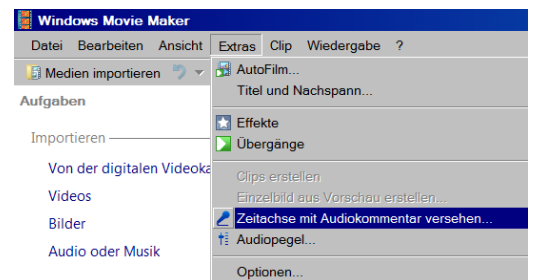 Windows Movie Maker
Datei Bearbeiten Ansicht Extras Clip Wiedergabe ?
Medien importieren
AutoFilm...
Titel und Nachspann...
Aufgaben
Effekte
Importieren
Übergänge
Von der digitalen Videoka
Clips erstellen
Videos
Einzelbild aus Vorschau erstellen...
Bilder
Zeitachse mit Audiokommentar versehen...
Audio oder Musik
Audiopegel...
Optionen...